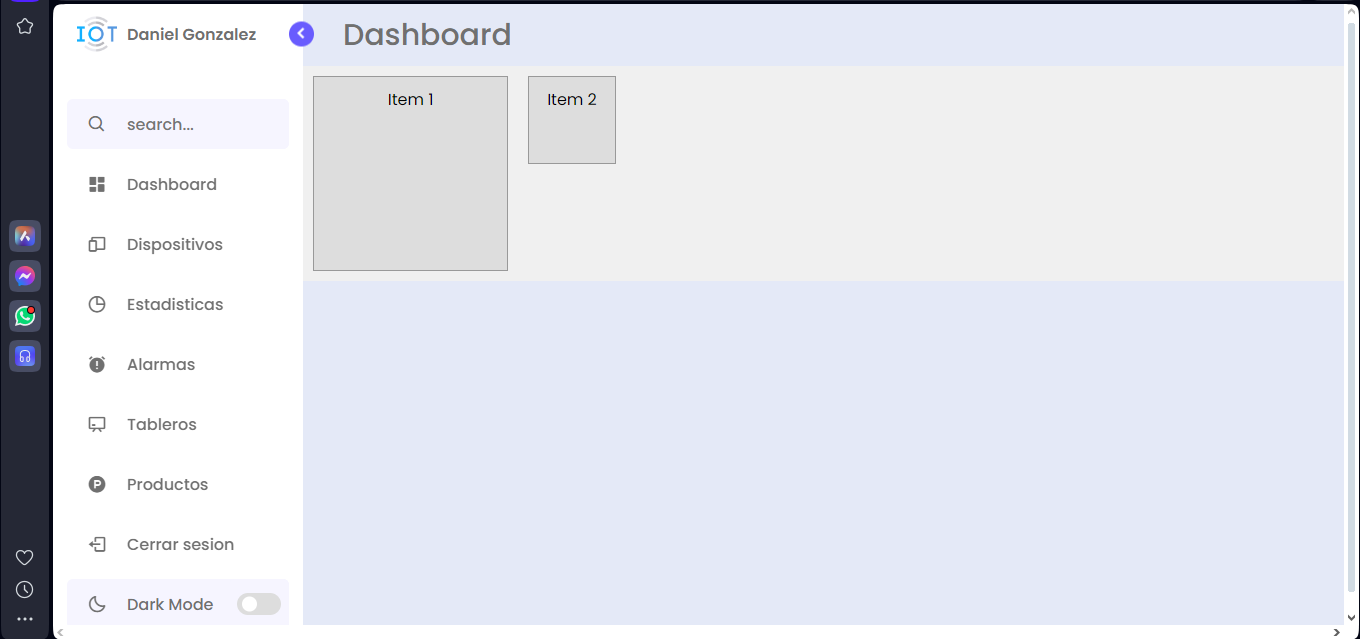 IOT Daniel Gonzalez
Dashboard
Item 1
Item 2
search...
Dashboard
Dispositivos
Estadisticas
Alarmas
Tableros
Productos
Cerrar sesion
Dark Mode